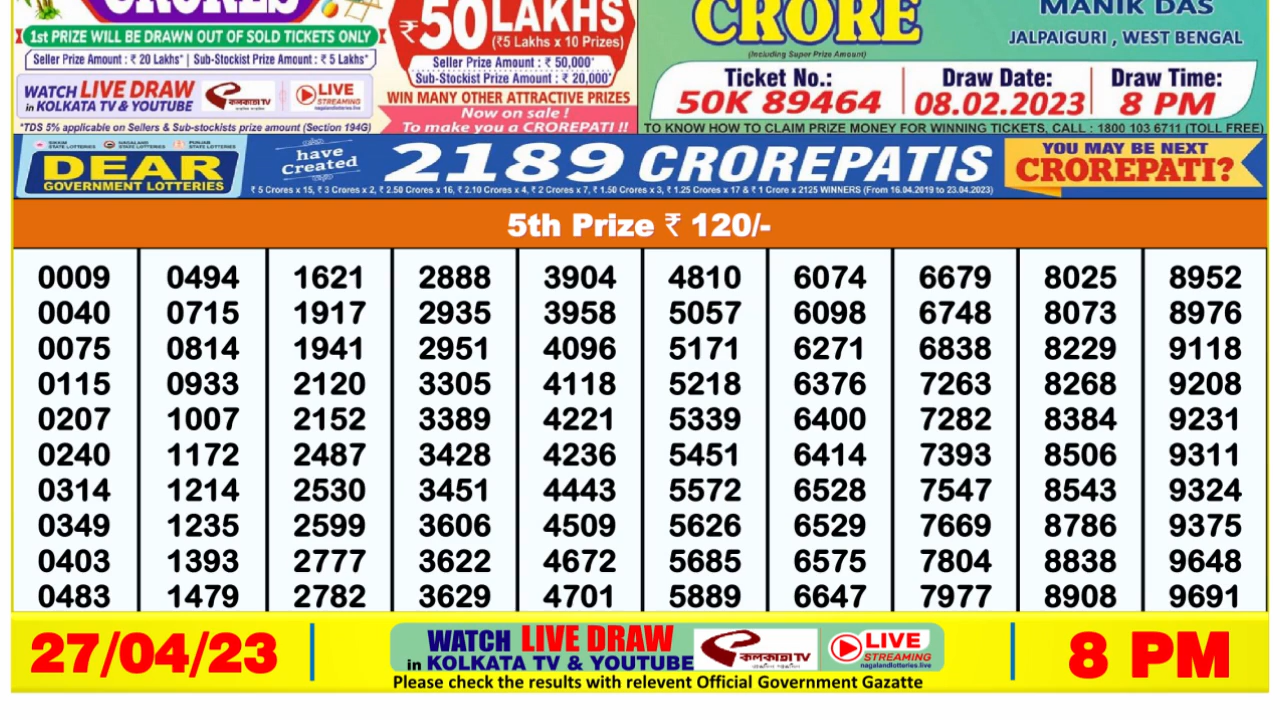 CRORES
1st PRIZE WILL BE DRAWN OUT OF SOLD TICKETS ONLY
Seller Prize Amount : ₹ 20 Lakhs* | Sub-Stockist Prize Amount : ₹ 5 Lakhs*
WATCH LIVE DRAW
in KOLKATA TV & YOUTUBE
কলকাতা TV
LIVE
STREAMING
nagalandlotteries.live
*TDS 5% applicable on Sellers & Sub-stockists prize amount (Section 194G)
₹50 LAKHS
(₹5 Lakhs x 10 Prizes)
Seller Prize Amount : ₹ 50,000*
Sub-Stockist Prize Amount : ₹ 20,000*
WIN MANY OTHER ATTRACTIVE PRIZES
Now on sale !
To make you a CROREPATI !!
CRORE
(Including Super Prize Amount)
MANIK DAS
JALPAIGURI , WEST BENGAL
Ticket No.: Draw Date: Draw Time:
50K 89464 08.02.2023 8 PM
TO KNOW HOW TO CLAIM PRIZE MONEY FOR WINNING TICKETS, CALL : 1800 103 6711 (TOLL FREE)
SIKKIM STATE LOTTERIES NAGALAND STATE LOTTERIES PUNJAB STATE LOTTERIES
DEAR
GOVERNMENT LOTTERIES
have
created
2189 CROREPATIS
₹ 5 Crores x 15, ₹ 3 Crores x 2, ₹ 2.50 Crores x 16, ₹ 2.10 Crores x 4, ₹ 2 Crores x 7, ₹ 1.50 Crores x 3, ₹ 1.25 Crores x 17 & ₹ 1 Crore x 2125 WINNERS (From 16.04.2019 to 23.04.2023)
YOU MAY BE NEXT
CROREPATI?
5th Prize ₹ 120/-
0009 0494 1621 2888 3904 4810 6074 6679 8025 8952
0040 0715 1917 2935 3958 5057 6098 6748 8073 8976
0075 0814 1941 2951 4096 5171 6271 6838 8229 9118
0115 0933 2120 3305 4118 5218 6376 7263 8268 9208
0207 1007 2152 3389 4221 5339 6400 7282 8384 9231
0240 1172 2487 3428 4236 5451 6414 7393 8506 9311
0314 1214 2530 3451 4443 5572 6528 7547 8543 9324
0349 1235 2599 3606 4509 5626 6529 7669 8786 9375
0403 1393 2777 3622 4672 5685 6575 7804 8838 9648
0483 1479 2782 3629 4701 5889 6647 7977 8908 9691
27/04/23
WATCH LIVE DRAW
in KOLKATA TV & YOUTUBE
কলকাতা TV
LIVE
STREAMING
nagalandlotteries.live
Please check the results with relevent Official Government Gazatte
8 PM